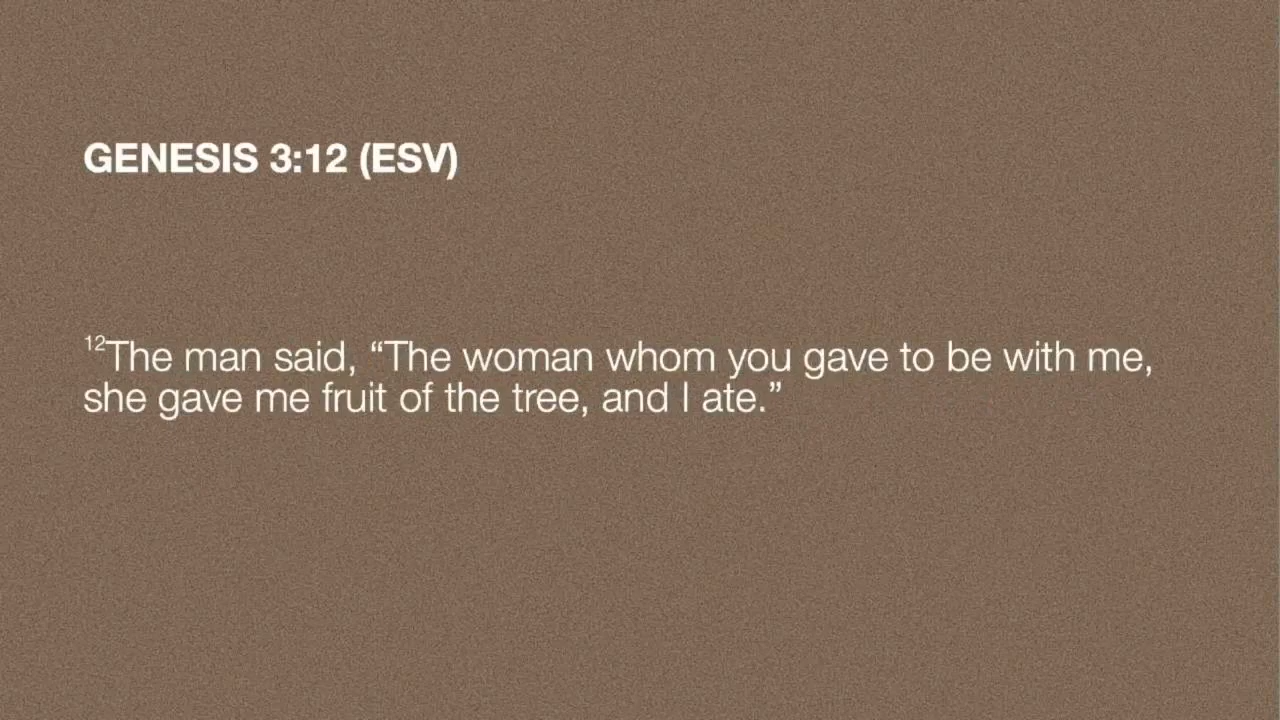 GENESIS 3:12 (ESV)
12The man said, “The woman whom you gave to be with me,
she gave me fruit of the tree, and I ate.”